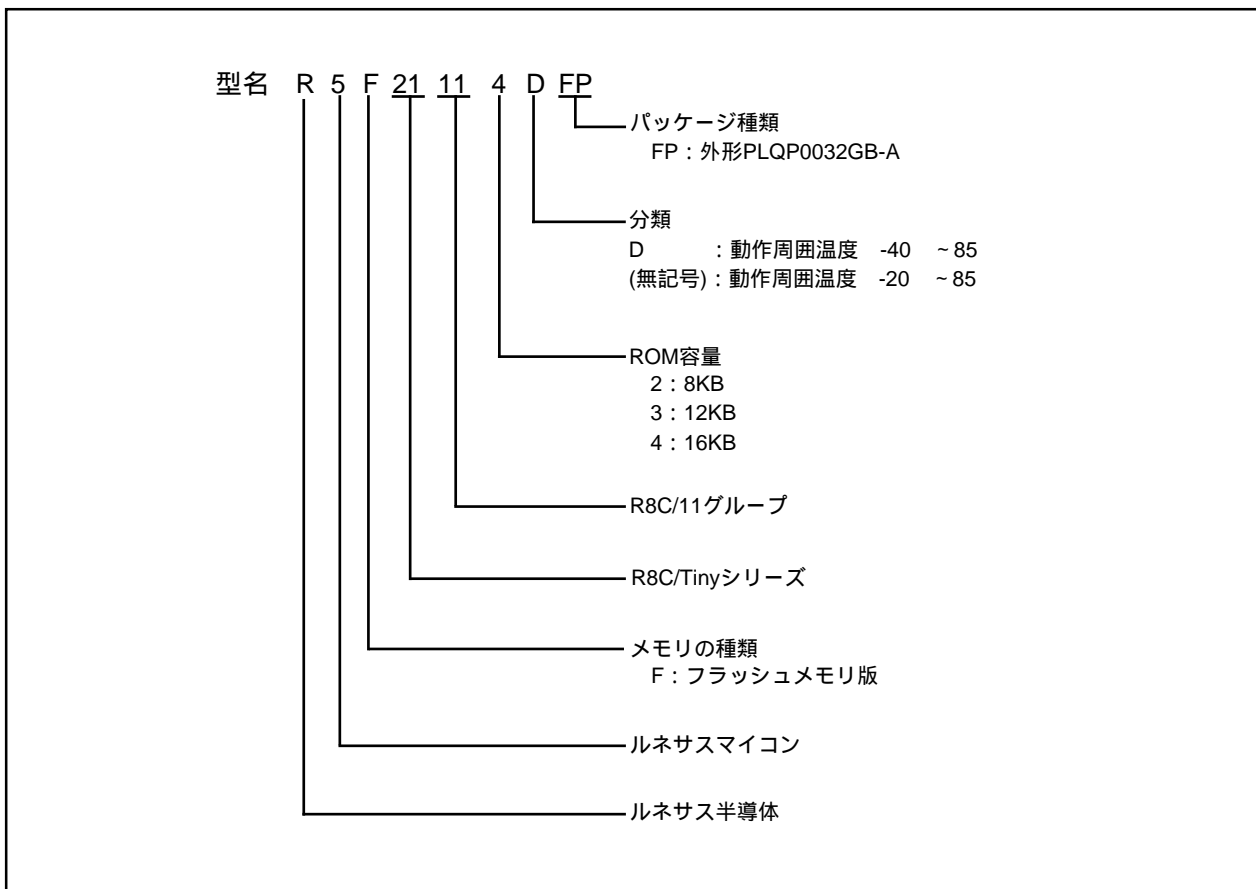 型名 R 5 F 21 11 4 D FP
パッケージ種類
FP：外形PLQP0032GB-A
分類
D ：動作周囲温度 -40 ~ 85
(無記号)：動作周囲温度 -20 ~ 85
ROM容量
2：8KB
3：12KB
4：16KB
R8C/11グループ
R8C/Tinyシリーズ
メモリの種類
F：フラッシュメモリ版
ルネサスマイコン
ルネサス半導体